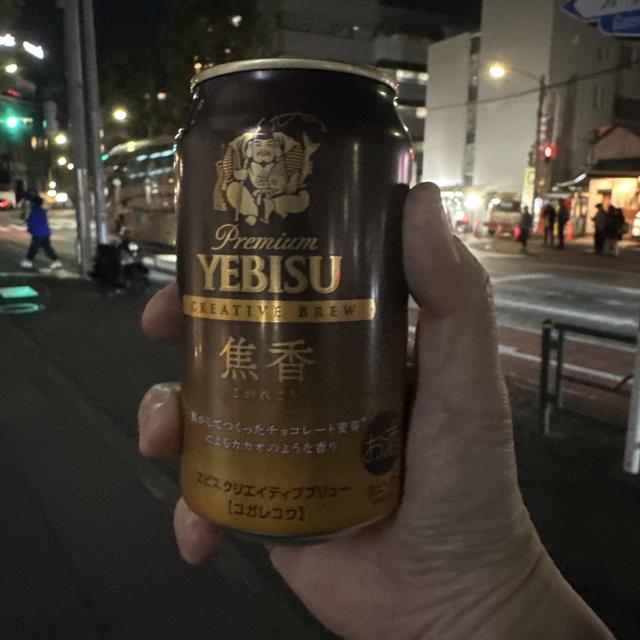 Premium
YEBISU
CREATIVE BREW
焦香
こがれこう
焦がしてつくったチョコレート麦芽
によるカカオのような香り
お酒
ヱビス クリエイティブブリュー
[コガレコウ]